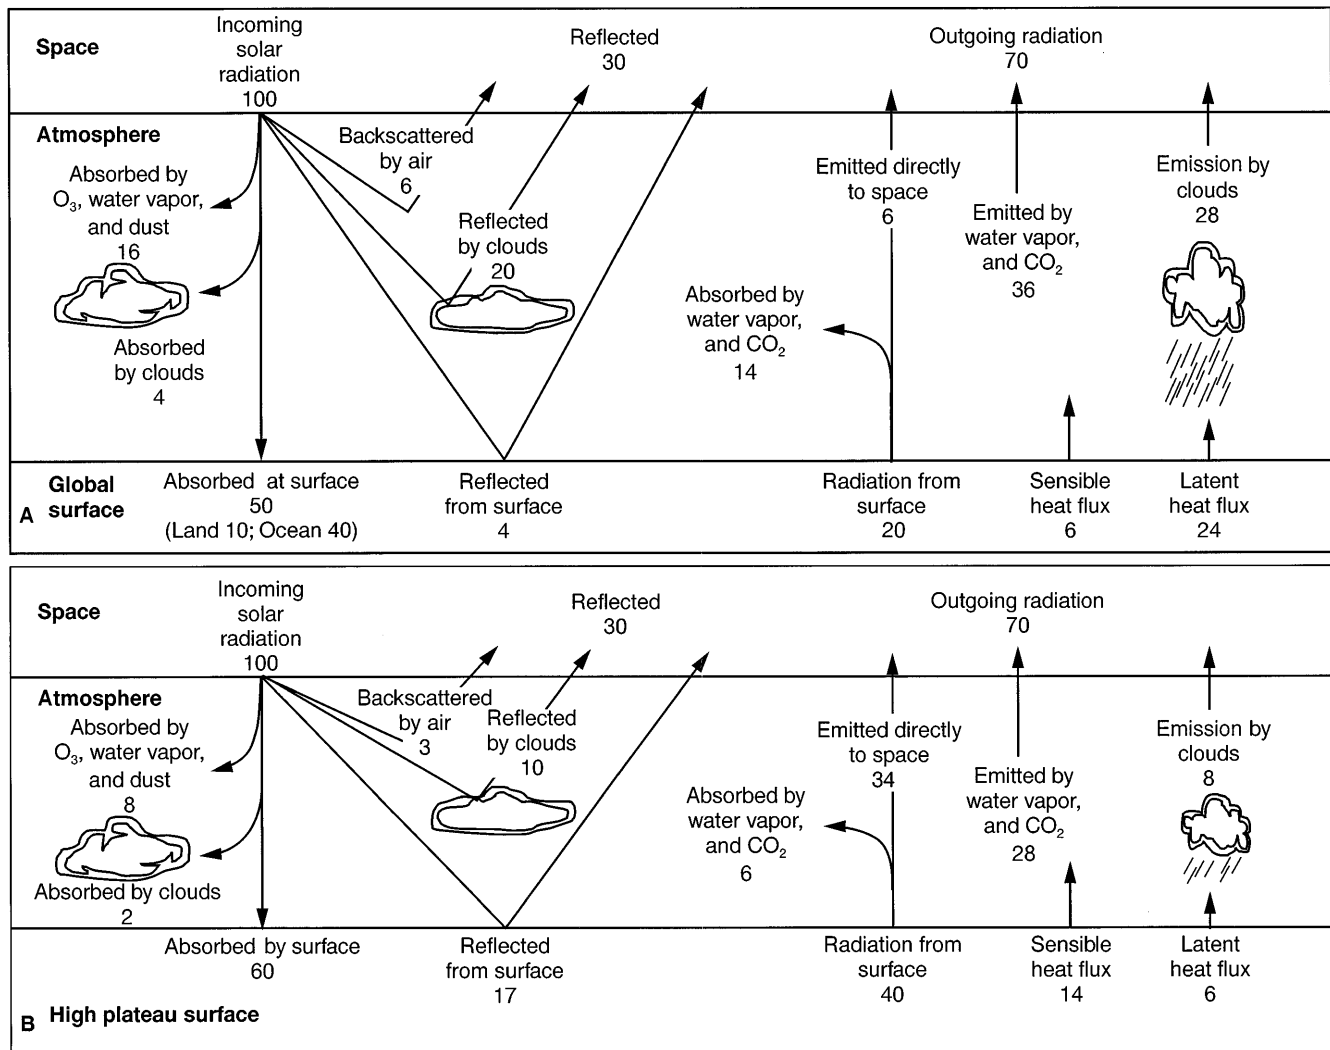 Space
Incoming
solar
radiation
100
Reflected
30
Outgoing radiation
70
Atmosphere
Absorbed by
O₃, water vapor,
and dust
16
Absorbed
by clouds
4
Backscattered
by air
6
Reflected
by clouds
20
Absorbed by
water vapor,
and CO₂
14
Emitted directly
to space
6
Emitted by
water vapor,
and CO₂
36
Emission by
clouds
28
A
Global
surface
Absorbed at surface
50
(Land 10; Ocean 40)
Reflected
from surface
4
Radiation from
surface
20
Sensible
heat flux
6
Latent
heat flux
24
Space
Incoming
solar
radiation
100
Reflected
30
Outgoing radiation
70
Atmosphere
Absorbed by
O₃, water vapor,
and dust
8
Absorbed by clouds
2
Backscattered
by air
3
Reflected
by clouds
10
Absorbed by
water vapor,
and CO₂
6
Emitted directly
to space
34
Emitted by
water vapor,
and CO₂
28
Emission by
clouds
8
Absorbed by surface
60
Reflected
from surface
17
Radiation from
surface
40
Sensible
heat flux
14
Latent
heat flux
6
B High plateau surface